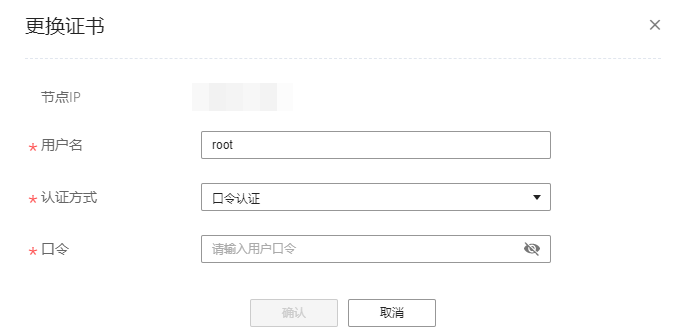 更换证书
节点IP
* 用户名 root
* 认证方式 口令认证
* 口令 请输入用户口令
确认 取消